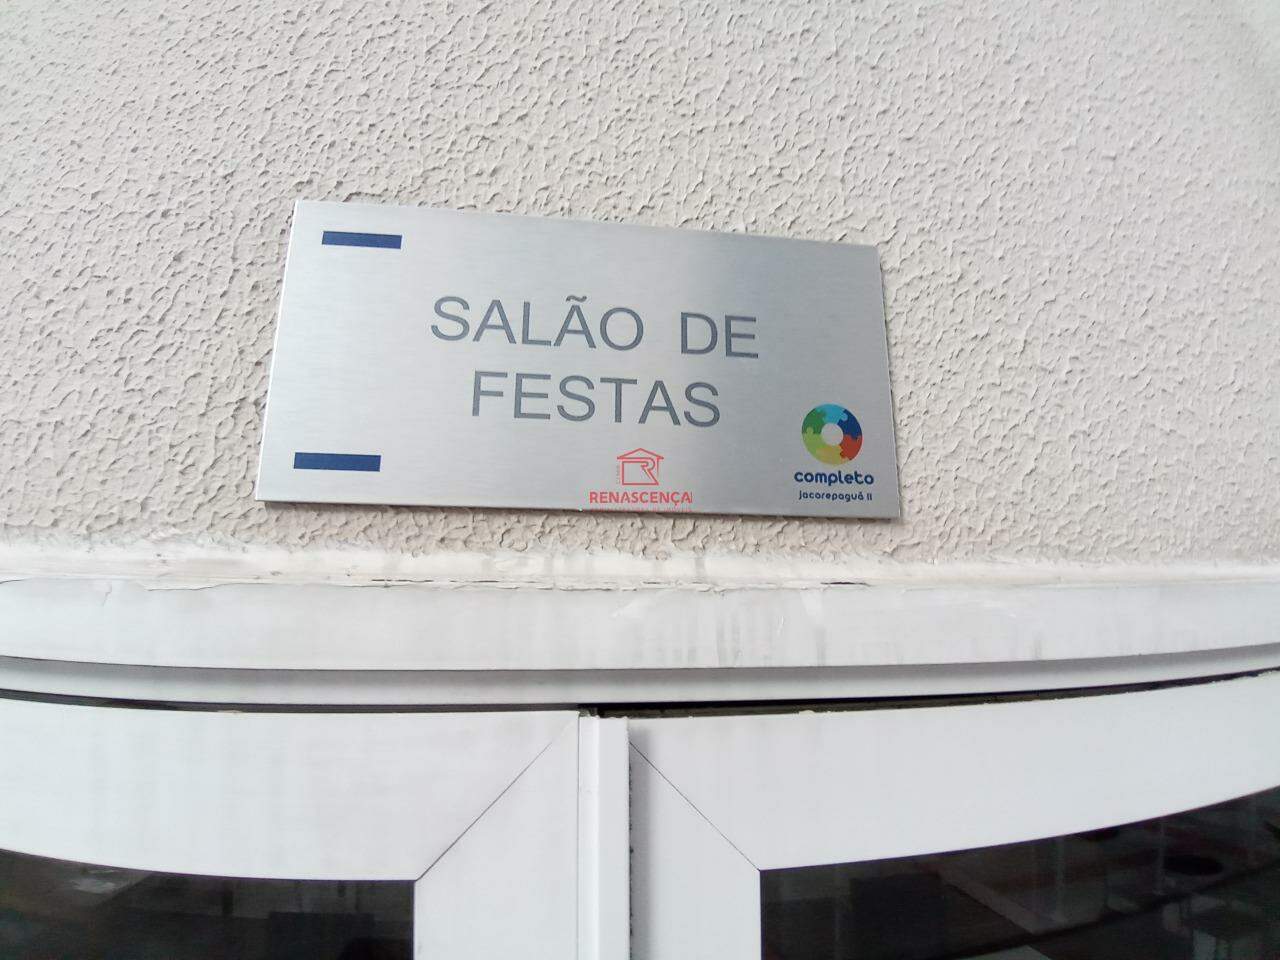 SALÃO DE
FESTAS
RENASCENÇA
completo
jacarepaguá II